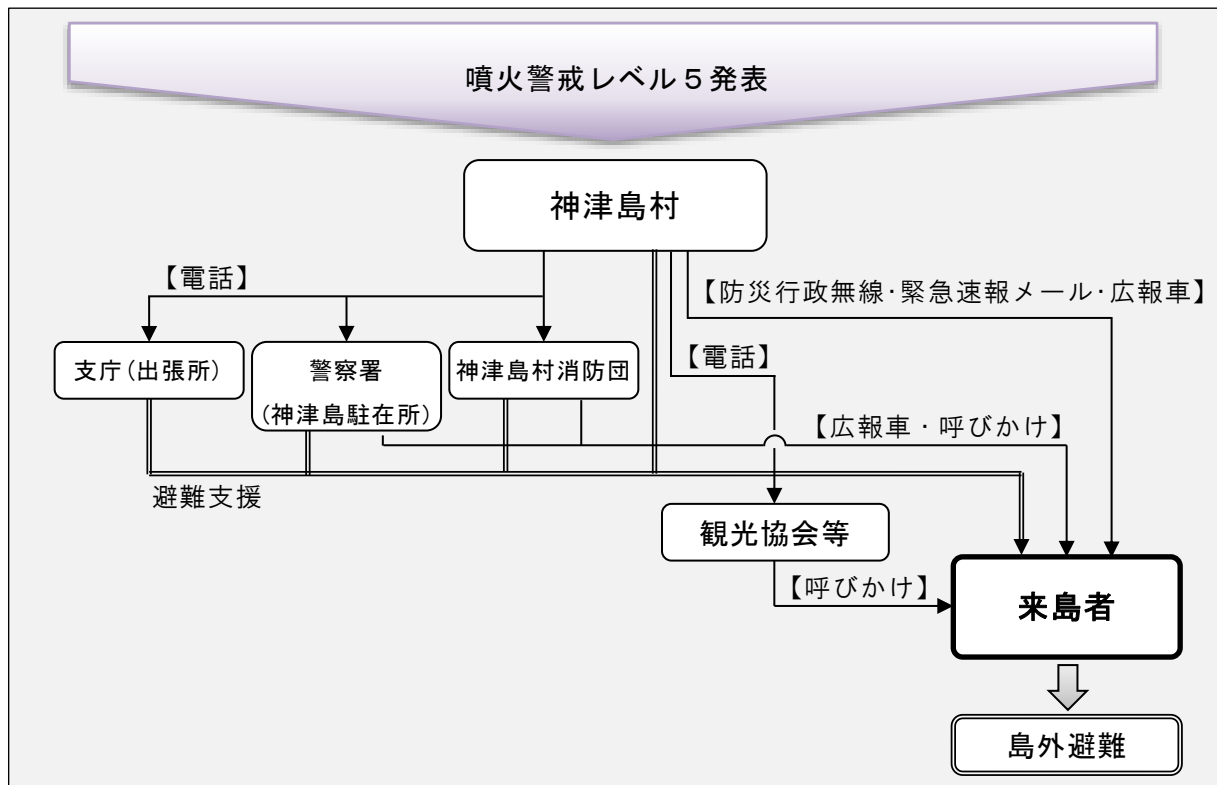 噴火警戒レベル５発表
神津島村
【電話】
【防災行政無線･緊急速報メール･広報車】
支庁(出張所)
警察署
(神津島駐在所)
神津島村消防団
【電話】
【広報車・呼びかけ】
避難支援
観光協会等
【呼びかけ】
来島者
島外避難